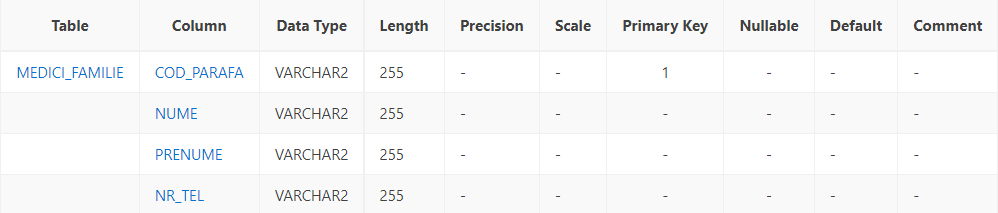 Table Column Data Type Length Precision Scale Primary Key Nullable Default Comment
MEDICI_FAMILIE COD_PARAFA VARCHAR2 255 - - 1 - - -
NUME VARCHAR2 255 - - - - - -
PRENUME VARCHAR2 255 - - - - - -
NR_TEL VARCHAR2 255 - - - - - -